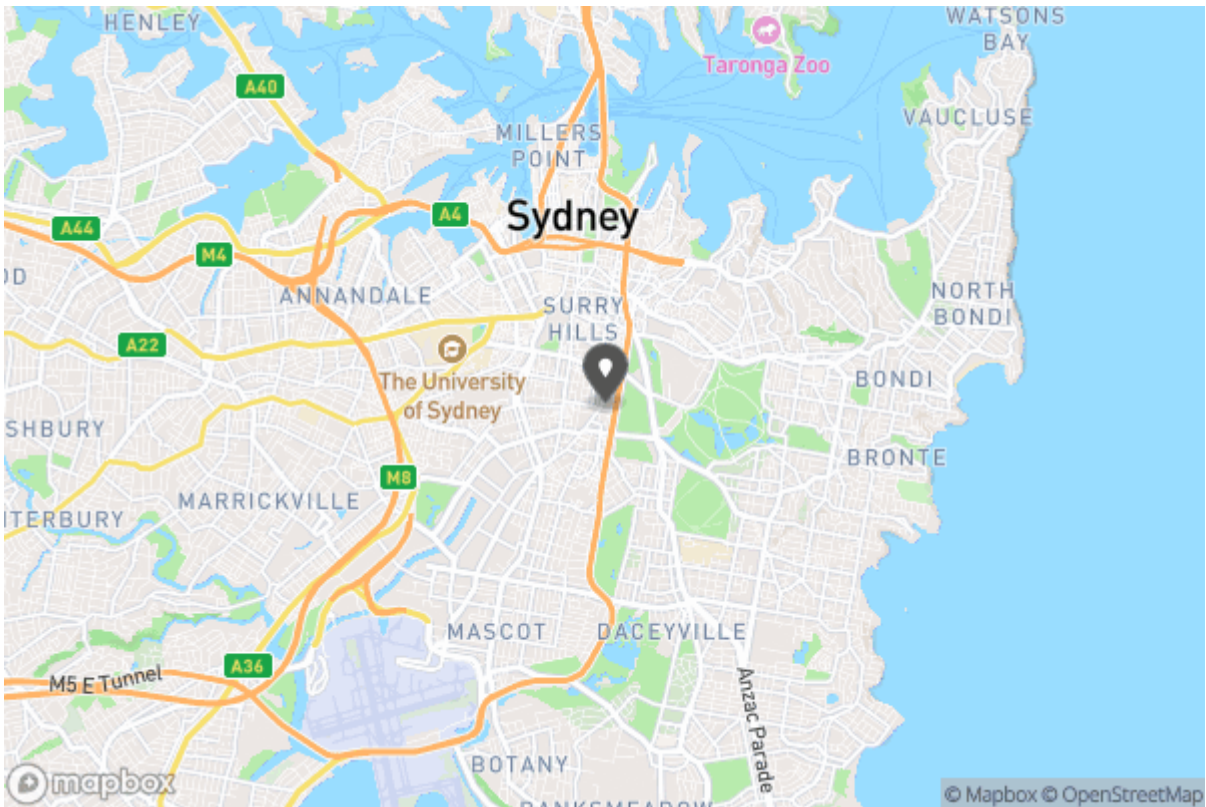 HENLEY
WATSONS
BAY
Taronga Zoo
A40
VAUCLUSE
MILLERS
POINT
A44
A4
Sydney
M4
ANNANDALE
SURRY
HILLS
NORTH
BONDI
A22
The University
of Sydney
BONDI
SHBURY
BRONTE
M8
MARRICKVILLE
TERBURY
MASCOT
DACEYVILLE
A36
M5 E Tunnel
Anzac Parade
BOTANY
mapbox
© Mapbox © OpenStreetMap